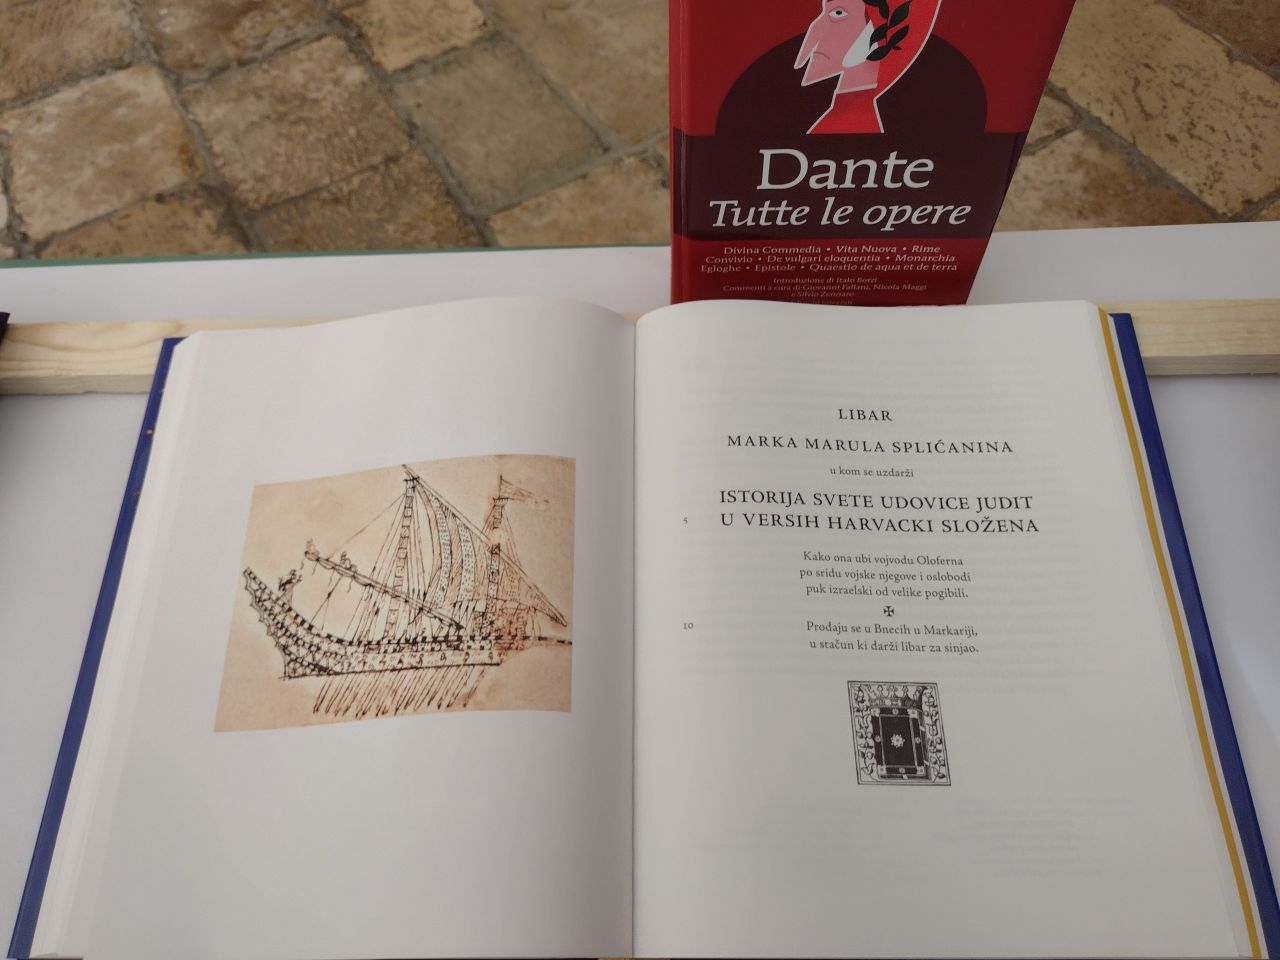 Dante
Tutte le opere
Divina Commedia • Vita Nuova • Rime
Convivio • De vulgari eloquentia • Monarchia
Egloghe • Epistole • Quaestio de aqua et de terra
Introduzione di Italo Borzi
Commenti a cura di Giovanni Fallani, Nicola Maggi
e Silvio Zennaro
LIBAR
MARKA MARULA SPLIĆANINA
u kom se uzdarži
ISTORIJA SVETE UDOVICE JUDIT
5 U VERSIH HARVACKI SLOŽENA
Kako ona ubi vojvodu Oloferna
po sridu vojske njegove i oslobodi
puk izraelski od velike pogibili.
✠
10 Prodaju se u Bnecih u Markariji,
u stačun ki darži libar za sinjao.